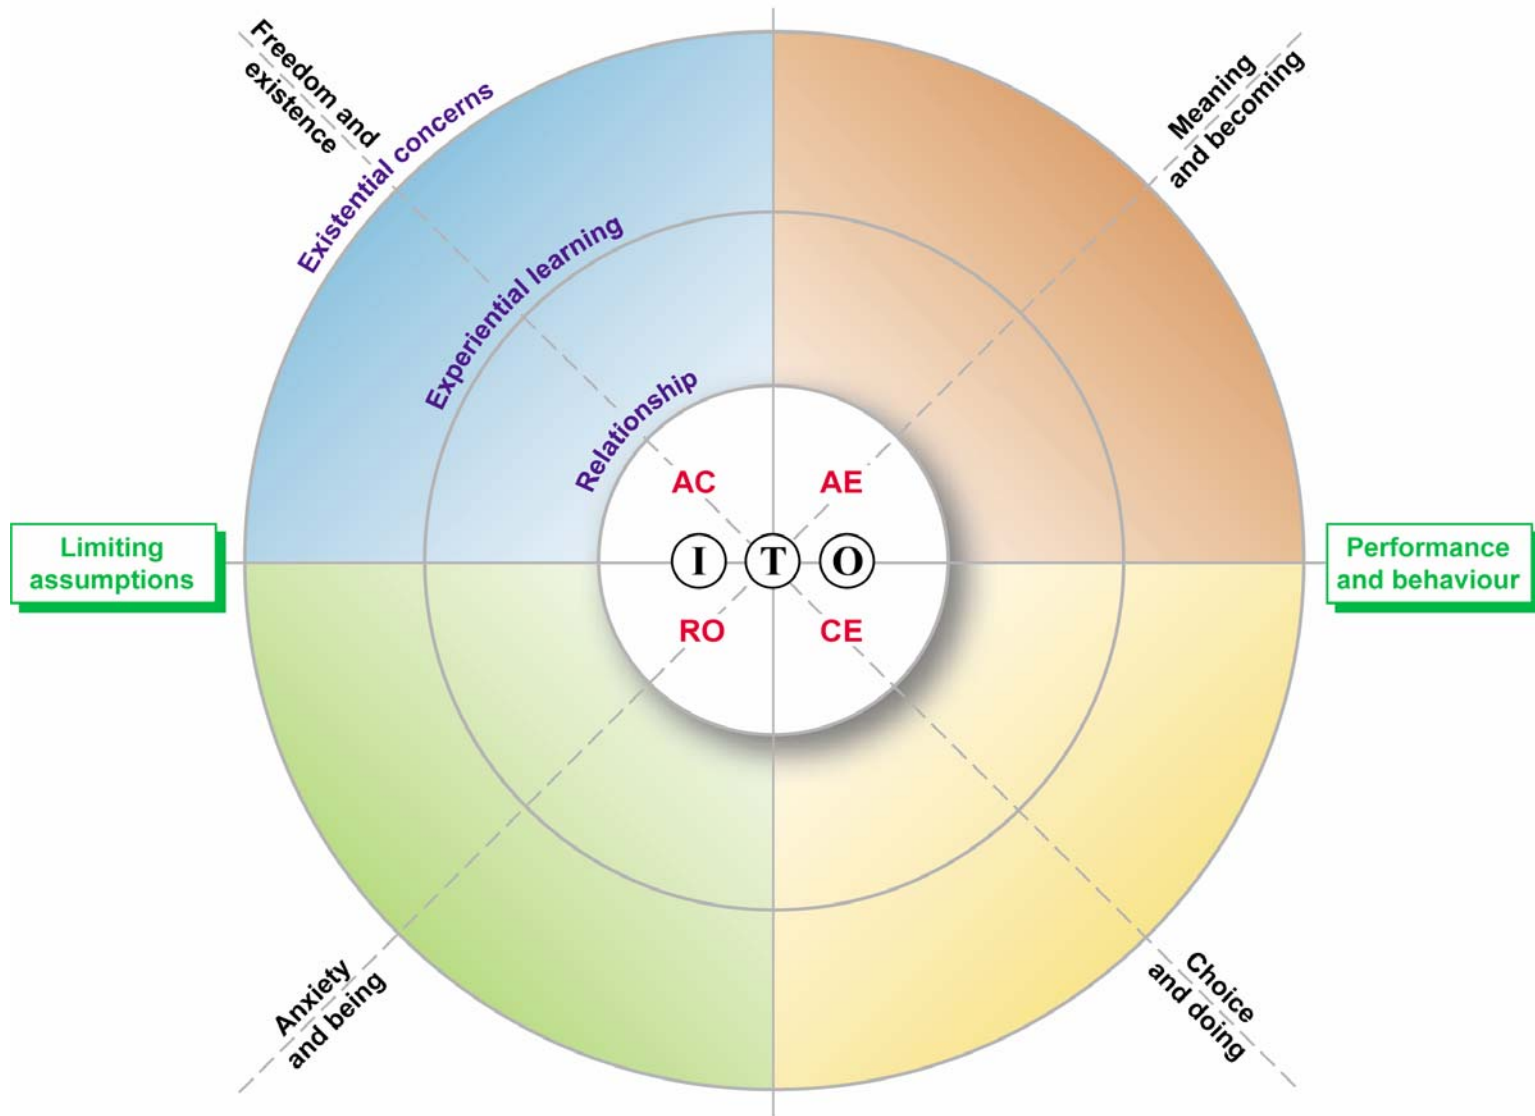 Freedom and
existence
Meaning
and becoming
Existential concerns
Experiential learning
Relationship
AC
AE
Limiting
assumptions
I T O
Performance
and behaviour
RO
CE
Anxiety
and being
Choice
and doing